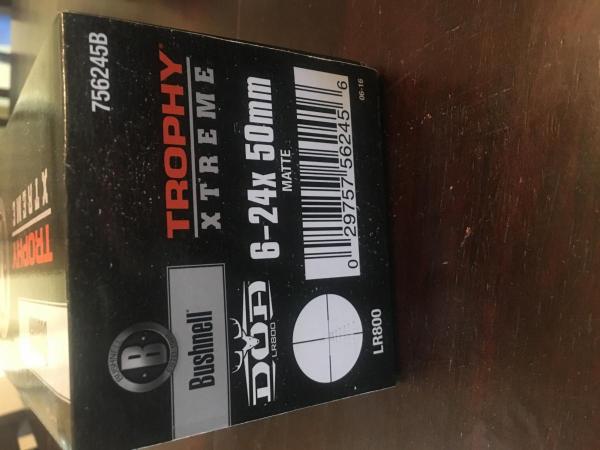 756245B
TROPHY
XTREME
6-24x 50mm
MATTE
0 29757 56245 6
06-16
BUSHNELL
B
Bushnell
DOA
LR800
LR800
TROPHY
XTREME